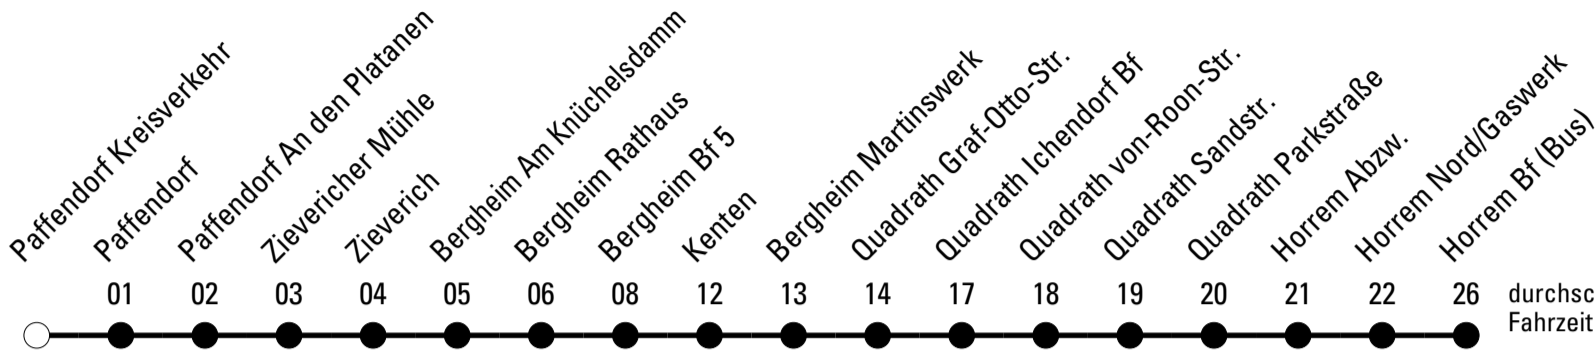 Paffendorf Kreisverkehr
Paffendorf
Paffendorf An den Platanen
Zievericher Mühle
Zieverich
Bergheim Am Knüchelsdamm
Bergheim Rathaus
Bergheim Bf 5
Kenten
Bergheim Martinswerk
Quadrath Graf-Otto-Str.
Quadrath Ichendorf Bf
Quadrath von-Roon-Str.
Quadrath Sandstr.
Quadrath Parkstraße
Horrem Abzw.
Horrem Nord/Gaswerk
Horrem Bf (Bus)
01 02 03 04 05 06 08 12 13 14 17 18 19 20 21 22 26 durchsc
Fahrzeit